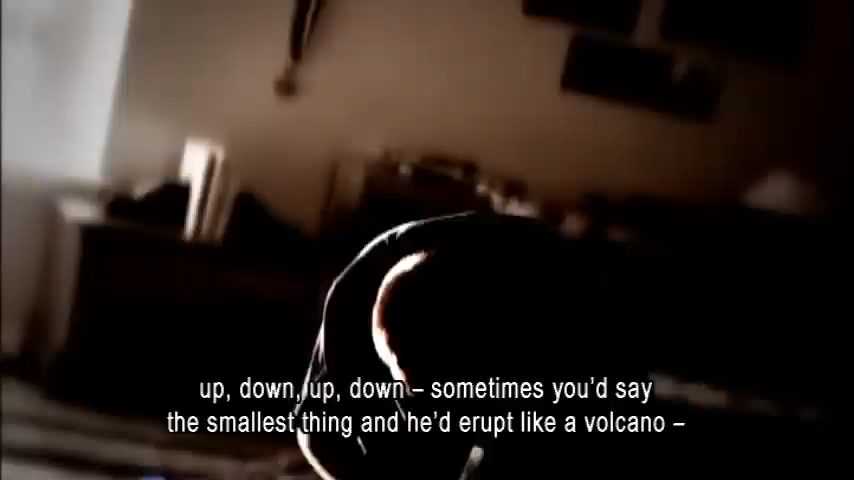 up, down, up, down – sometimes you'd say
the smallest thing and he'd erupt like a volcano –